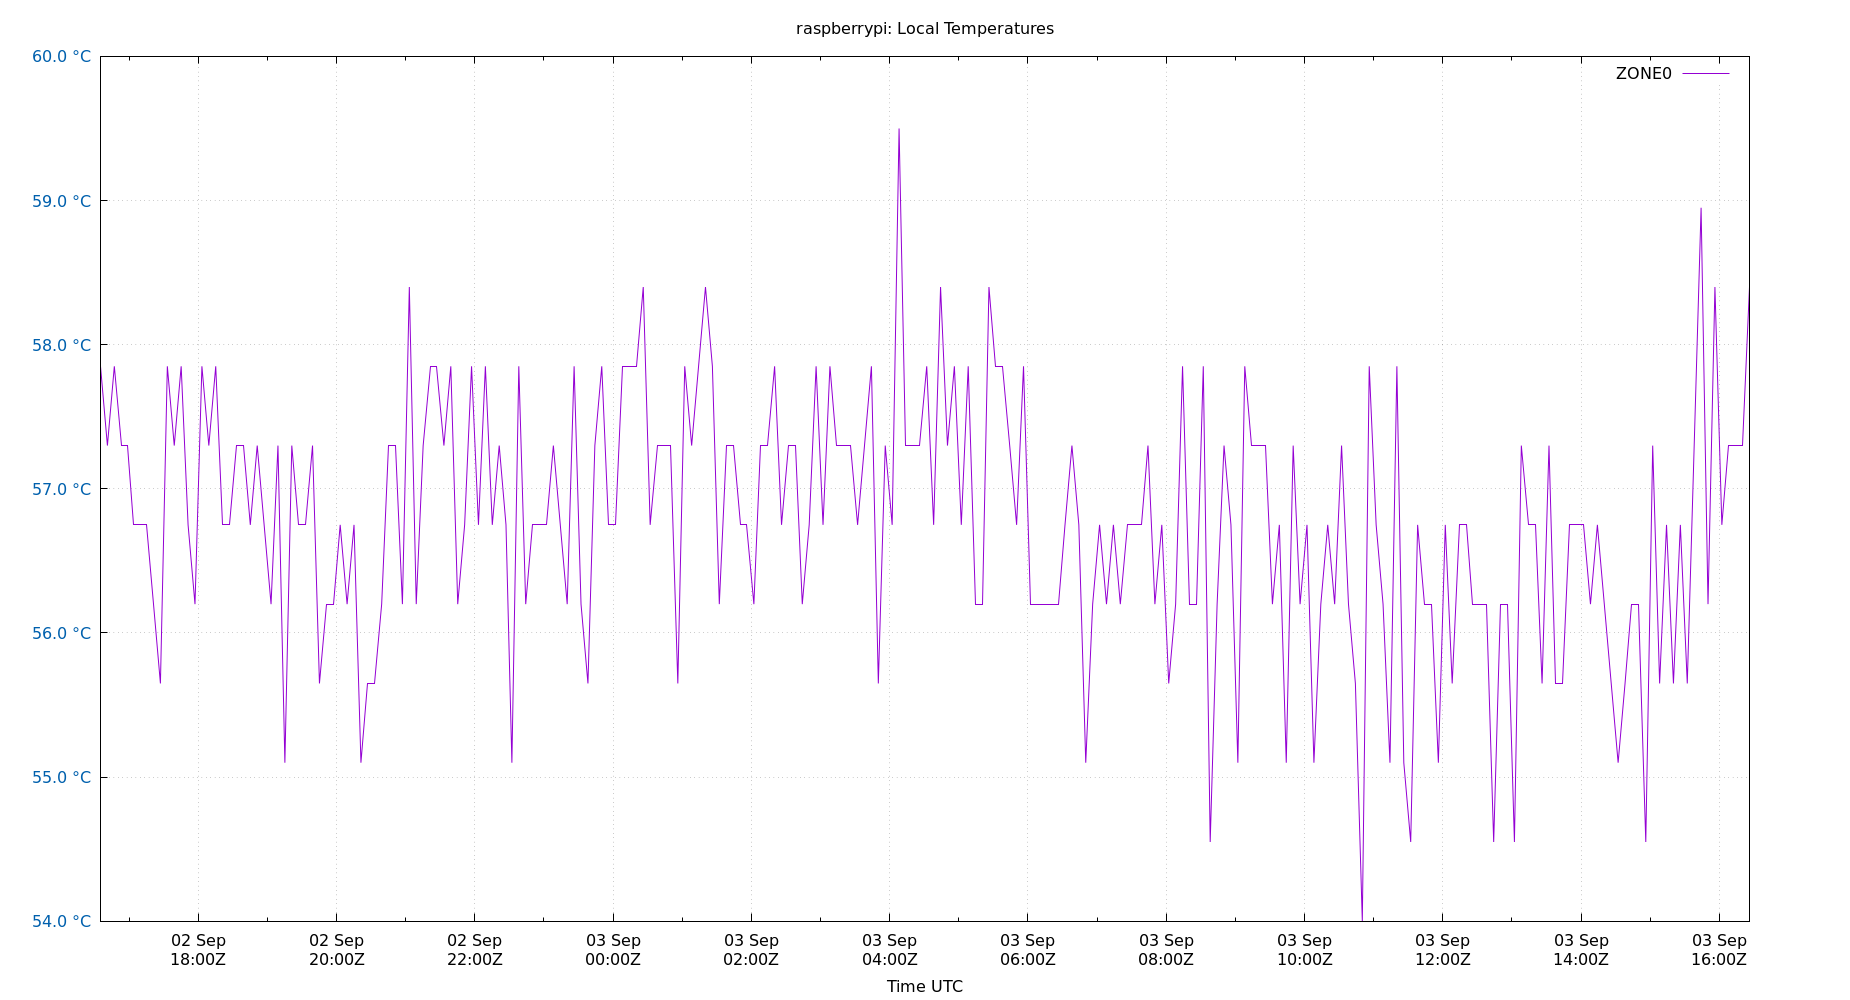 raspberrypi: Local Temperatures
60.0 °C
ZONE0
59.0 °C
58.0 °C
57.0 °C
56.0 °C
55.0 °C
54.0 °C
02 Sep 02 Sep 02 Sep 03 Sep 03 Sep 03 Sep 03 Sep 03 Sep 03 Sep 03 Sep 03 Sep 03 Sep
18:00Z 20:00Z 22:00Z 00:00Z 02:00Z 04:00Z 06:00Z 08:00Z 10:00Z 12:00Z 14:00Z 16:00Z
Time UTC